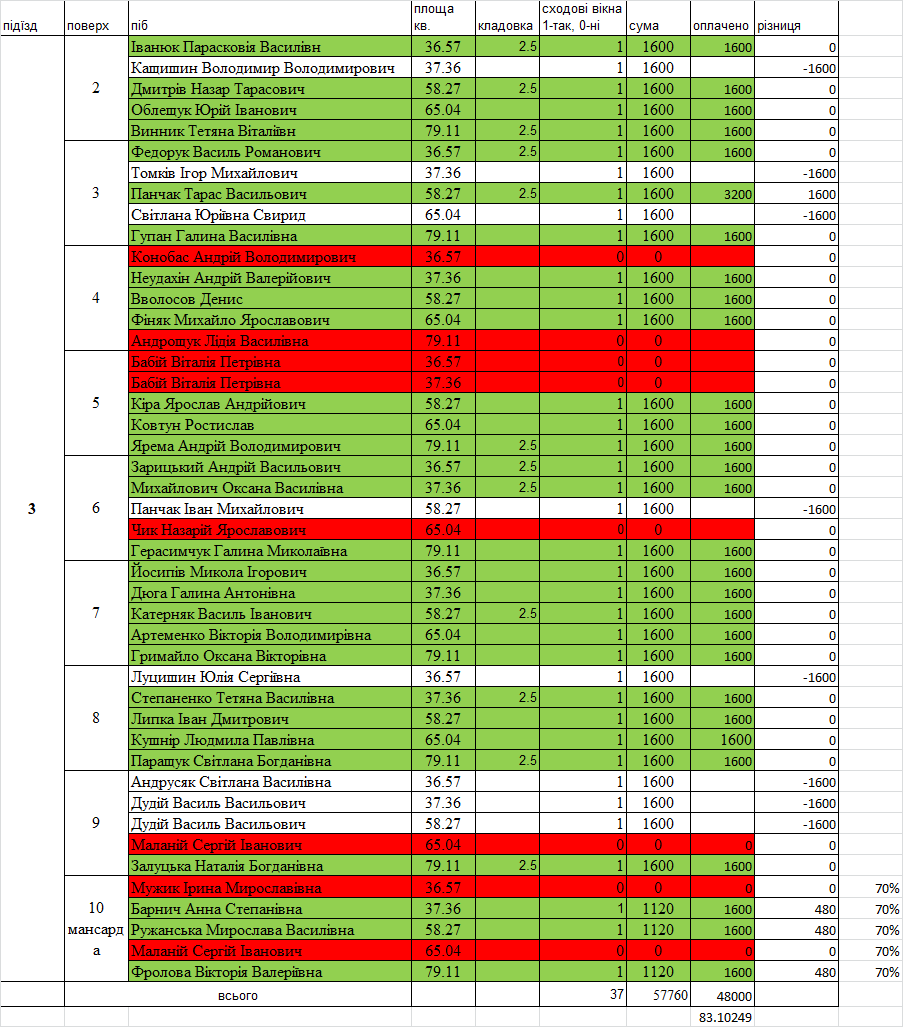 підїзд поверх піб площа кв. кладовка сходові вікна 1-так, 0-ні сума оплачено різниця
3
2
Іванюк Парасковія Василівн 36.57 2.5 1 1600 1600 0
Кащишин Володимир Володимирович 37.36 1 1600 -1600
Дмитрів Назар Тарасович 58.27 2.5 1 1600 1600 0
Облещук Юрій Іванович 65.04 1 1600 1600 0
Винник Тетяна Віталіївн 79.11 2.5 1 1600 1600 0
3
Федорук Василь Романович 36.57 2.5 1 1600 1600 0
Томків Ігор Михайлович 37.36 1 1600 -1600
Панчак Тарас Васильович 58.27 2.5 1 1600 3200 1600
Світлана Юріївна Свирид 65.04 1 1600 -1600
Гупан Галина Василівна 79.11 1 1600 1600 0
4
Конобас Андрій Володимирович 36.57 0 0 0
Неудахін Андрій Валерійович 37.36 1 1600 1600 0
Вволосов Денис 58.27 1 1600 1600 0
Фіняк Михайло Ярославович 65.04 1 1600 1600 0
Андрощук Лідія Василівна 79.11 0 0 0
5
Бабій Віталія Петрівна 36.57 0 0 0
Бабій Віталія Петрівна 37.36 0 0 0
Кіра Ярослав Андрійович 58.27 1 1600 1600 0
Ковтун Ростислав 65.04 1 1600 1600 0
Ярема Андрій Володимирович 79.11 2.5 1 1600 1600 0
6
Зарицький Андрій Васильович 36.57 2.5 1 1600 1600 0
Михайлович Оксана Василівна 37.36 2.5 1 1600 1600 0
Панчак Іван Михайлович 58.27 1 1600 -1600
Чик Назарій Ярославович 65.04 0 0 0
Герасимчук Галина Миколаївна 79.11 1 1600 1600 0
7
Йосипів Микола Ігорович 36.57 1 1600 1600 0
Дюга Галина Антонівна 37.36 1 1600 1600 0
Катерняк Василь Іванович 58.27 2.5 1 1600 1600 0
Артеменко Вікторія Володимирівна 65.04 1 1600 1600 0
Гримайло Оксана Вікторівна 79.11 1 1600 1600 0
8
Луцишин Юлія Сергіївна 36.57 1 1600 -1600
Степаненко Тетяна Василівна 37.36 2.5 1 1600 1600 0
Липка Іван Дмитрович 58.27 1 1600 1600 0
Кушнір Людмила Павлівна 65.04 1 1600 1600 0
Паращук Світлана Богданівна 79.11 2.5 1 1600 1600 0
9
Андрусяк Світлана Василівна 36.57 1 1600 -1600
Дудій Василь Васильович 37.36 1 1600 -1600
Дудій Василь Васильович 58.27 1 1600 -1600
Маланій Сергій Іванович 65.04 0 0 0 0
Залуцька Наталія Богданівна 79.11 2.5 1 1600 1600 0
10 мансарда
Мужик Ірина Мирославівна 36.57 0 0 0 0 70%
Барнич Анна Степанівна 37.36 1 1120 1600 480 70%
Ружанська Мирослава Василівна 58.27 1 1120 1600 480 70%
Маланій Сергій Іванович 65.04 0 0 0 0 70%
Фролова Вікторія Валеріївна 79.11 1 1120 1600 480 70%
всього 37 57760 48000
83.10249